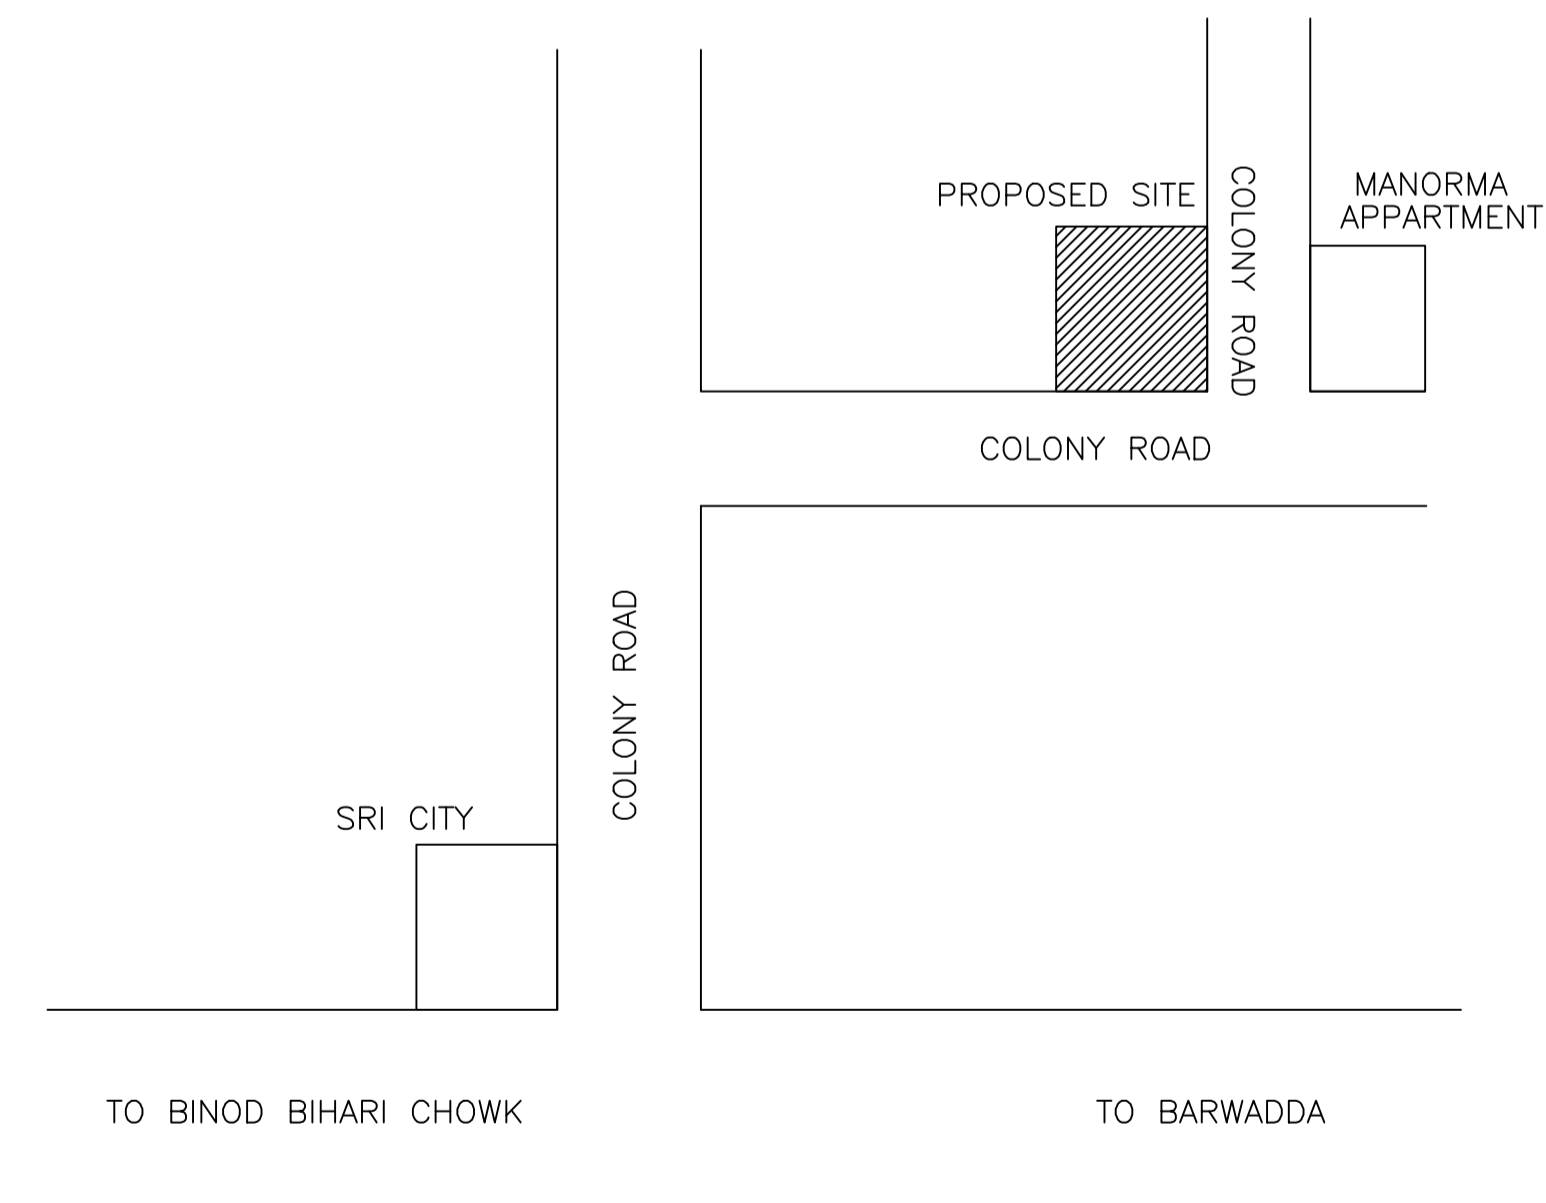 PROPOSED SITE
COLONY ROAD
MANORMA
APPARTMENT
COLONY ROAD
COLONY ROAD
SRI CITY
TO BINOD BIHARI CHOWK
TO BARWADDA